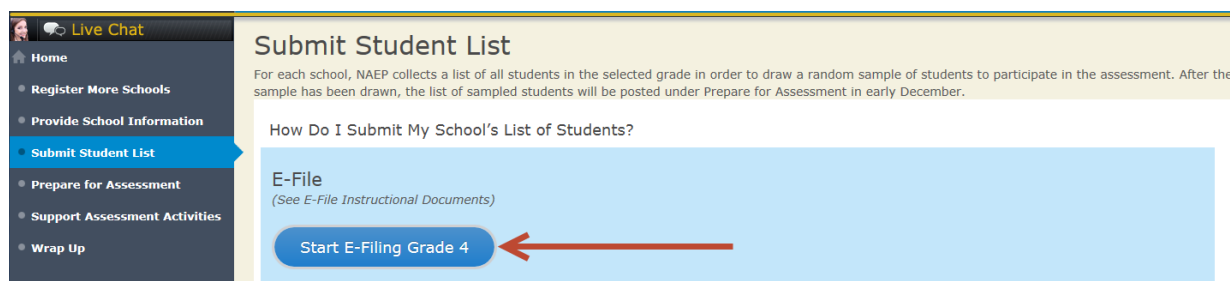 Live Chat
Home
Register More Schools
Provide School Information
Submit Student List
Prepare for Assessment
Support Assessment Activities
Wrap Up
Submit Student List
For each school, NAEP collects a list of all students in the selected grade in order to draw a random sample of students to participate in the assessment. After the
sample has been drawn, the list of sampled students will be posted under Prepare for Assessment in early December.
How Do I Submit My School's List of Students?
E-File
(See E-File Instructional Documents)
Start E-Filing Grade 4